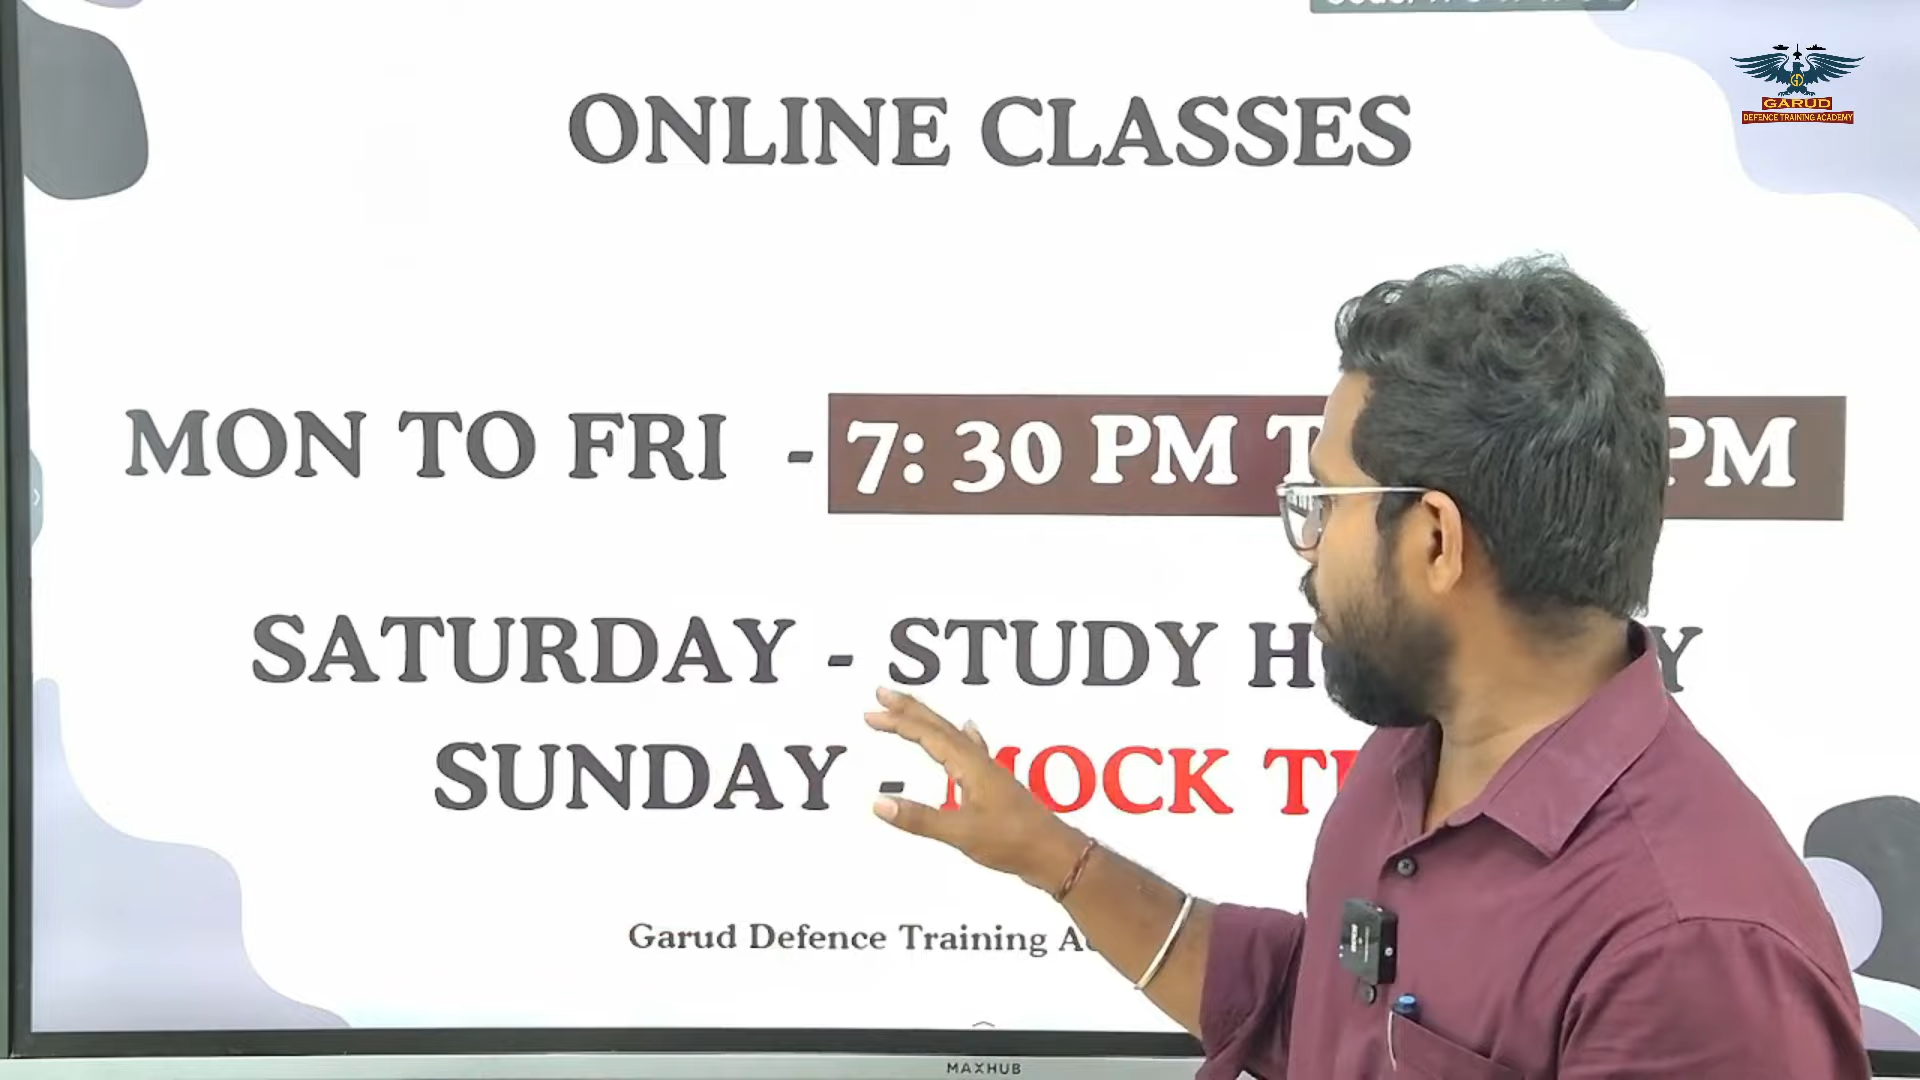 GARUD
DEFENCE TRAINING ACADEMY
ONLINE CLASSES
MON TO FRI - 7: 30 PM PM
SATURDAY - STUDY
SUNDAY - MOCK
Garud Defence Training
MAXHUB